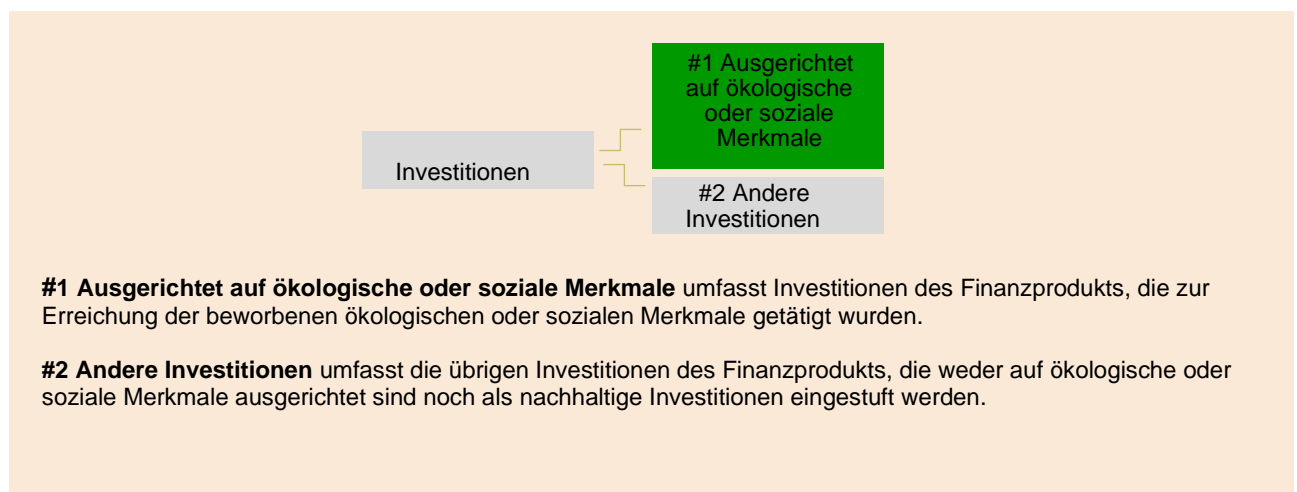 #1 Ausgerichtet
auf ökologische
oder soziale
Merkmale
Investitionen
#2 Andere
Investitionen
#1 Ausgerichtet auf ökologische oder soziale Merkmale umfasst Investitionen des Finanzprodukts, die zur
Erreichung der beworbenen ökologischen oder sozialen Merkmale getätigt wurden.
#2 Andere Investitionen umfasst die übrigen Investitionen des Finanzprodukts, die weder auf ökologische oder
soziale Merkmale ausgerichtet sind noch als nachhaltige Investitionen eingestuft werden.